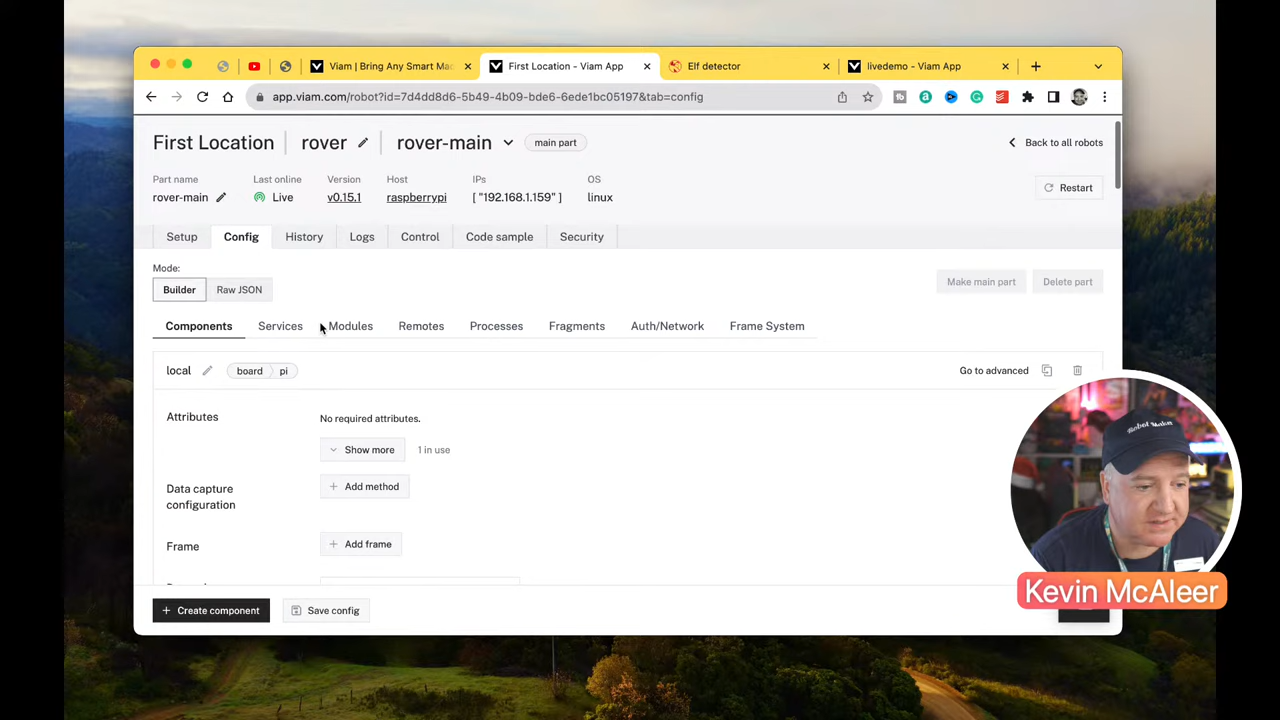 Viam | Bring Any Smart Ma
First Location - Viam App
Elf detector
livedemo - Viam App
app.viam.com/robot?id=7d4dd8d6-5b49-4b09-bde6-6ede1bc05197&tab=config
First Location rover rover-main main part
Back to all robots
Part name Last online Version Host IPs OS
rover-main Live v0.15.1 raspberrypi [ "192.168.1.159" ] linux
Restart
Setup Config History Logs Control Code sample Security
Mode:
Builder Raw JSON
Make main part Delete part
Components Services Modules Remotes Processes Fragments Auth/Network Frame System
local board pi
Go to advanced
Attributes No required attributes.
Show more 1 in use
Data capture
configuration
+ Add method
Frame + Add frame
+ Create component Save config
Robot Maker
Kevin McAleer